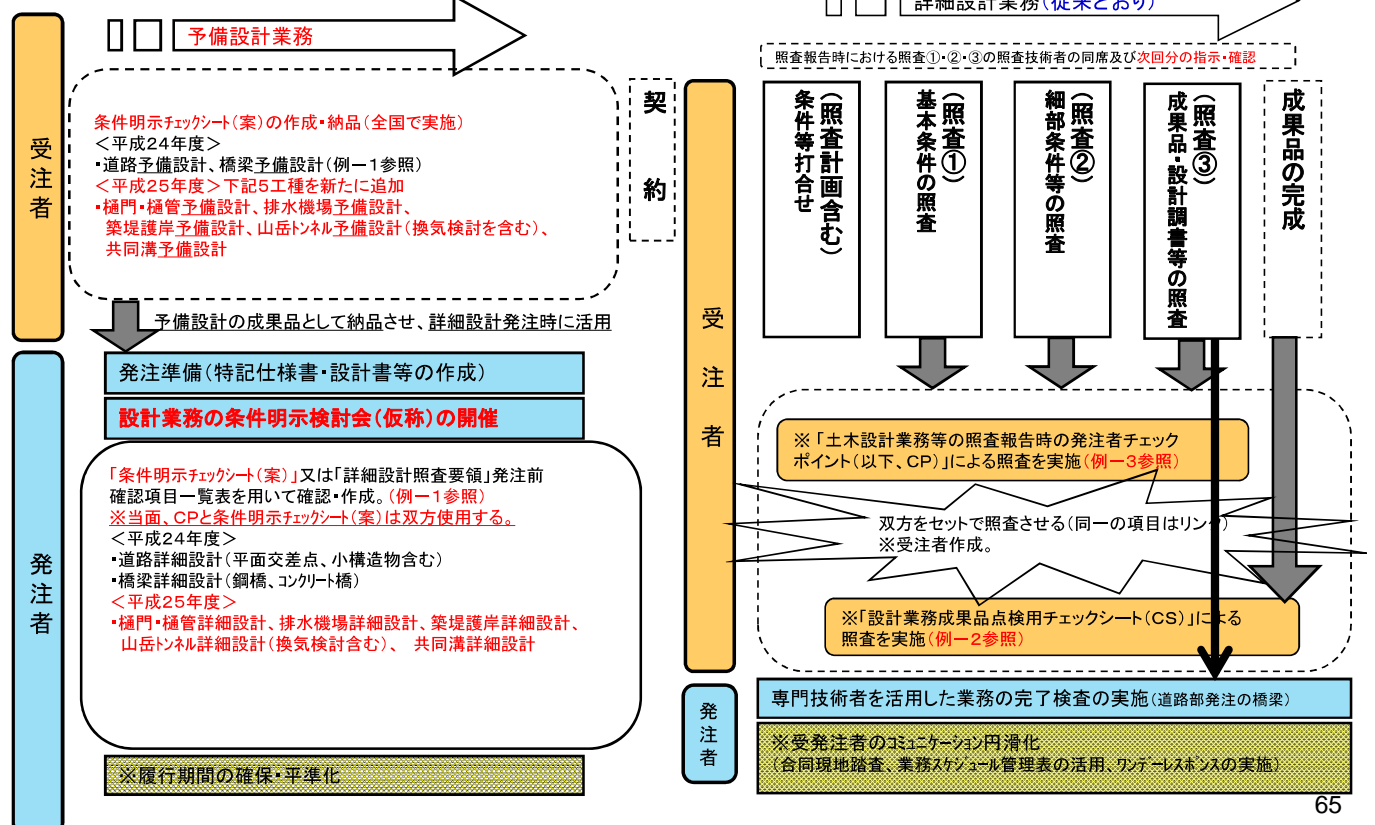 予備設計業務
受注者
条件明示チェックシート(案)の作成・納品(全国で実施)
<平成24年度>
・道路予備設計、橋梁予備設計(例－1参照)
<平成25年度>下記5工種を新たに追加
・樋門・樋管予備設計、排水機場予備設計、
築堤護岸予備設計、山岳トンネル予備設計(換気検討を含む)、
共同溝予備設計
契約
予備設計の成果品として納品させ、詳細設計発注時に活用
発注者
発注準備(特記仕様書・設計書等の作成)
設計業務の条件明示検討会(仮称)の開催
「条件明示チェックシート(案)」又は「詳細設計照査要領」発注前
確認項目一覧表を用いて確認・作成。(例－1参照)
※当面、CPと条件明示チェックシート(案)は双方使用する。
<平成24年度>
・道路詳細設計(平面交差点、小構造物含む)
・橋梁詳細設計(鋼橋、コンクリート橋)
<平成25年度>
・樋門・樋管詳細設計、排水機場詳細設計、築堤護岸詳細設計、
山岳トンネル詳細設計(換気検討含む)、 共同溝詳細設計
※履行期間の確保・平準化
詳細設計業務(従来どおり)
照査報告時における照査①・②・③の照査技術者の同席及び次回分の指示・確認
受注者
(照査計画含む)
条件等打合せ
(照査①)
基本条件の照査
(照査②)
細部条件等の照査
(照査③)
成果品・設計調書等の照査
成果品の完成
※「土木設計業務等の照査報告時の発注者チェック
ポイント(以下、CP)」による照査を実施(例－3参照)
双方をセットで照査させる(同一の項目はリンク)
※受注者作成。
※「設計業務成果品点検用チェックシート(CS)」による
照査を実施(例－2参照)
発注者
専門技術者を活用した業務の完了検査の実施(道路部発注の橋梁)
※受発注者のコミュニケーション円滑化
(合同現地踏査、業務スケジュール管理表の活用、ワンデーレスポンスの実施)
65